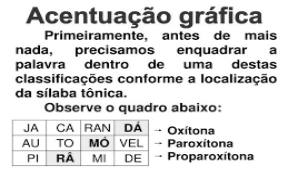 Acentuação gráfica
Primeiramente, antes de mais
nada, precisamos enquadrar a
palavra dentro de uma destas
classificações conforme a localização
da sílaba tônica.
Observe o quadro abaixo:
JA CA RAN DÁ → Oxítona
AU TO MÓ VEL → Paroxítona
PI RÂ MI DE → Proparoxítona